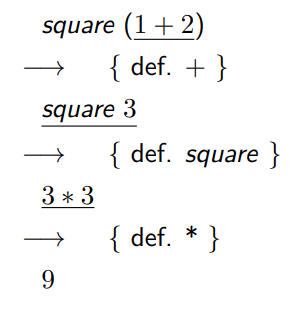 square (1 + 2)
⟶ { def. + }
square 3
⟶ { def. square }
3 ∗ 3
⟶ { def. * }
9